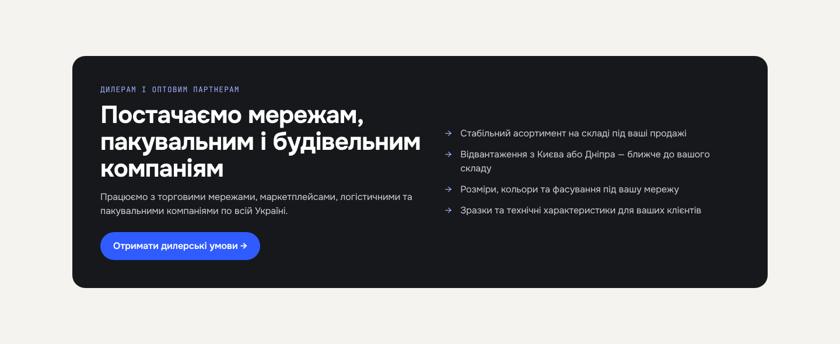 ДИЛЕРАМ І ОПТОВИМ ПАРТНЕРАМ
Постачаємо мережам,
пакувальним і будівельним
компаніям
Працюємо з торговими мережами, маркетплейсами, логістичними та
пакувальними компаніями по всій Україні.
Отримати дилерські умови →
→ Стабільний асортимент на складі під ваші продажі
→ Відвантаження з Києва або Дніпра — ближче до вашого
складу
→ Розміри, кольори та фасування під вашу мережу
→ Зразки та технічні характеристики для ваших клієнтів